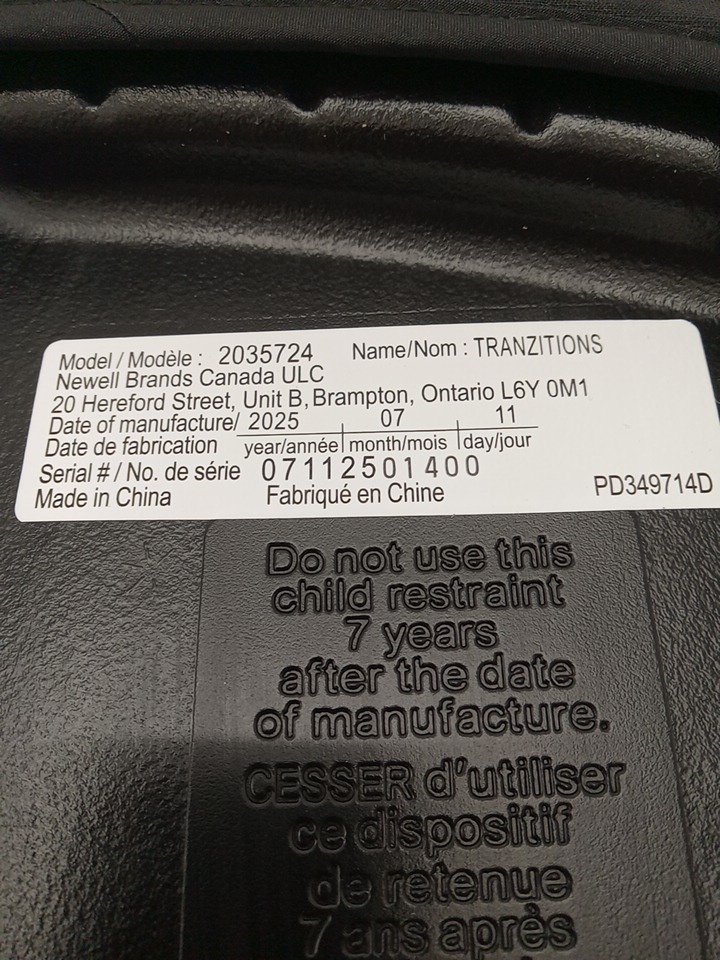 Model / Modèle : 2035724 Name/Nom : TRANZITIONS
Newell Brands Canada ULC
20 Hereford Street, Unit B, Brampton, Ontario L6Y 0M1
Date of manufacture/ 2025 07 11
Date de fabrication year/année month/mois day/jour
Serial # / No. de série 07112501400
Made in China Fabriqué en Chine PD349714D
Do not use this
child restraint
7 years
after the date
of manufacture.
CESSER d'utiliser
ce dispositif
de retenue
7 ans après